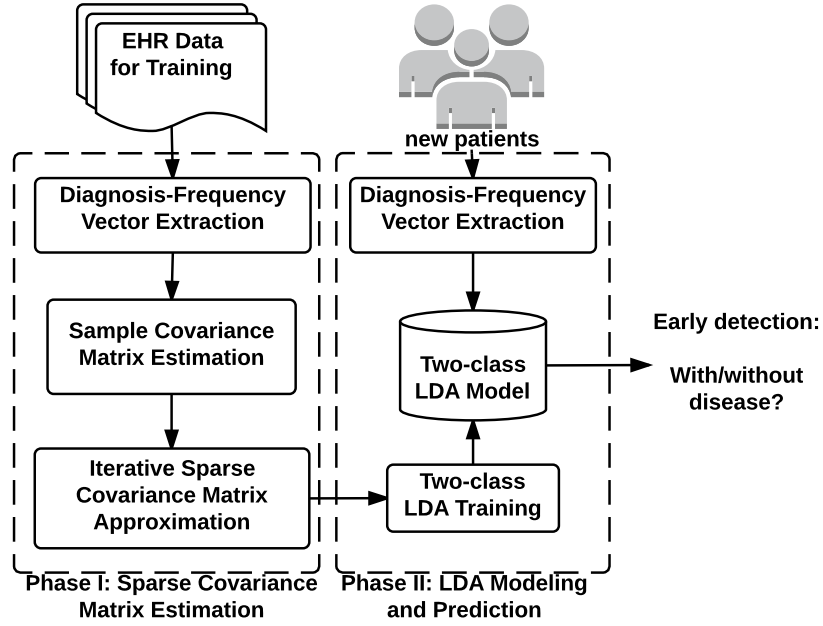 EHR Data
for Training
new patients
Diagnosis-Frequency
Vector Extraction
Diagnosis-Frequency
Vector Extraction
Sample Covariance
Matrix Estimation
Two-class
LDA Model
Early detection:
With/without
disease?
Iterative Sparse
Covariance Matrix
Approximation
Two-class
LDA Training
Phase I: Sparse Covariance
Matrix Estimation
Phase II: LDA Modeling
and Prediction